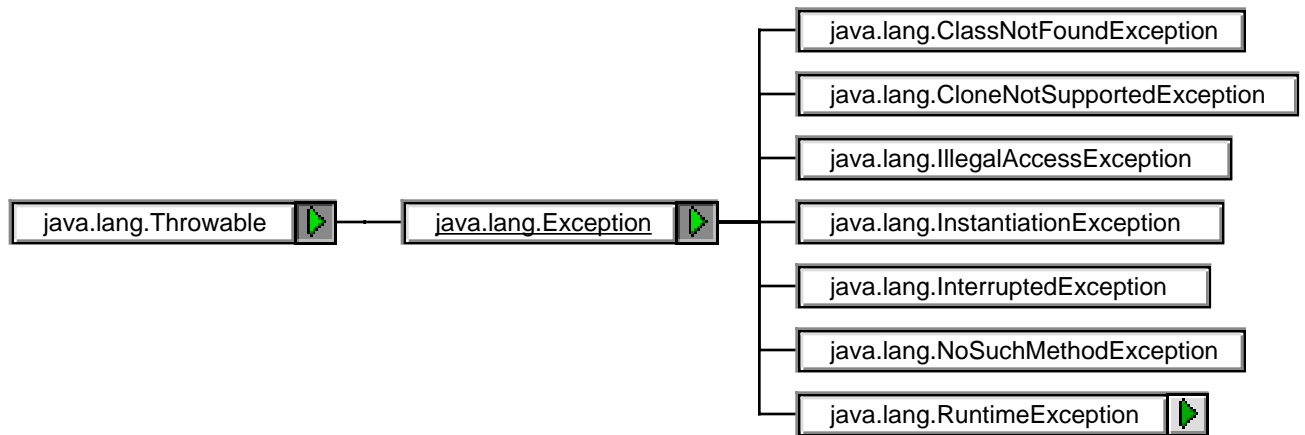 java.lang.Throwable
java.lang.Exception
java.lang.ClassNotFoundException
java.lang.CloneNotSupportedException
java.lang.IllegalAccessException
java.lang.InstantiationException
java.lang.InterruptedException
java.lang.NoSuchMethodException
java.lang.RuntimeException